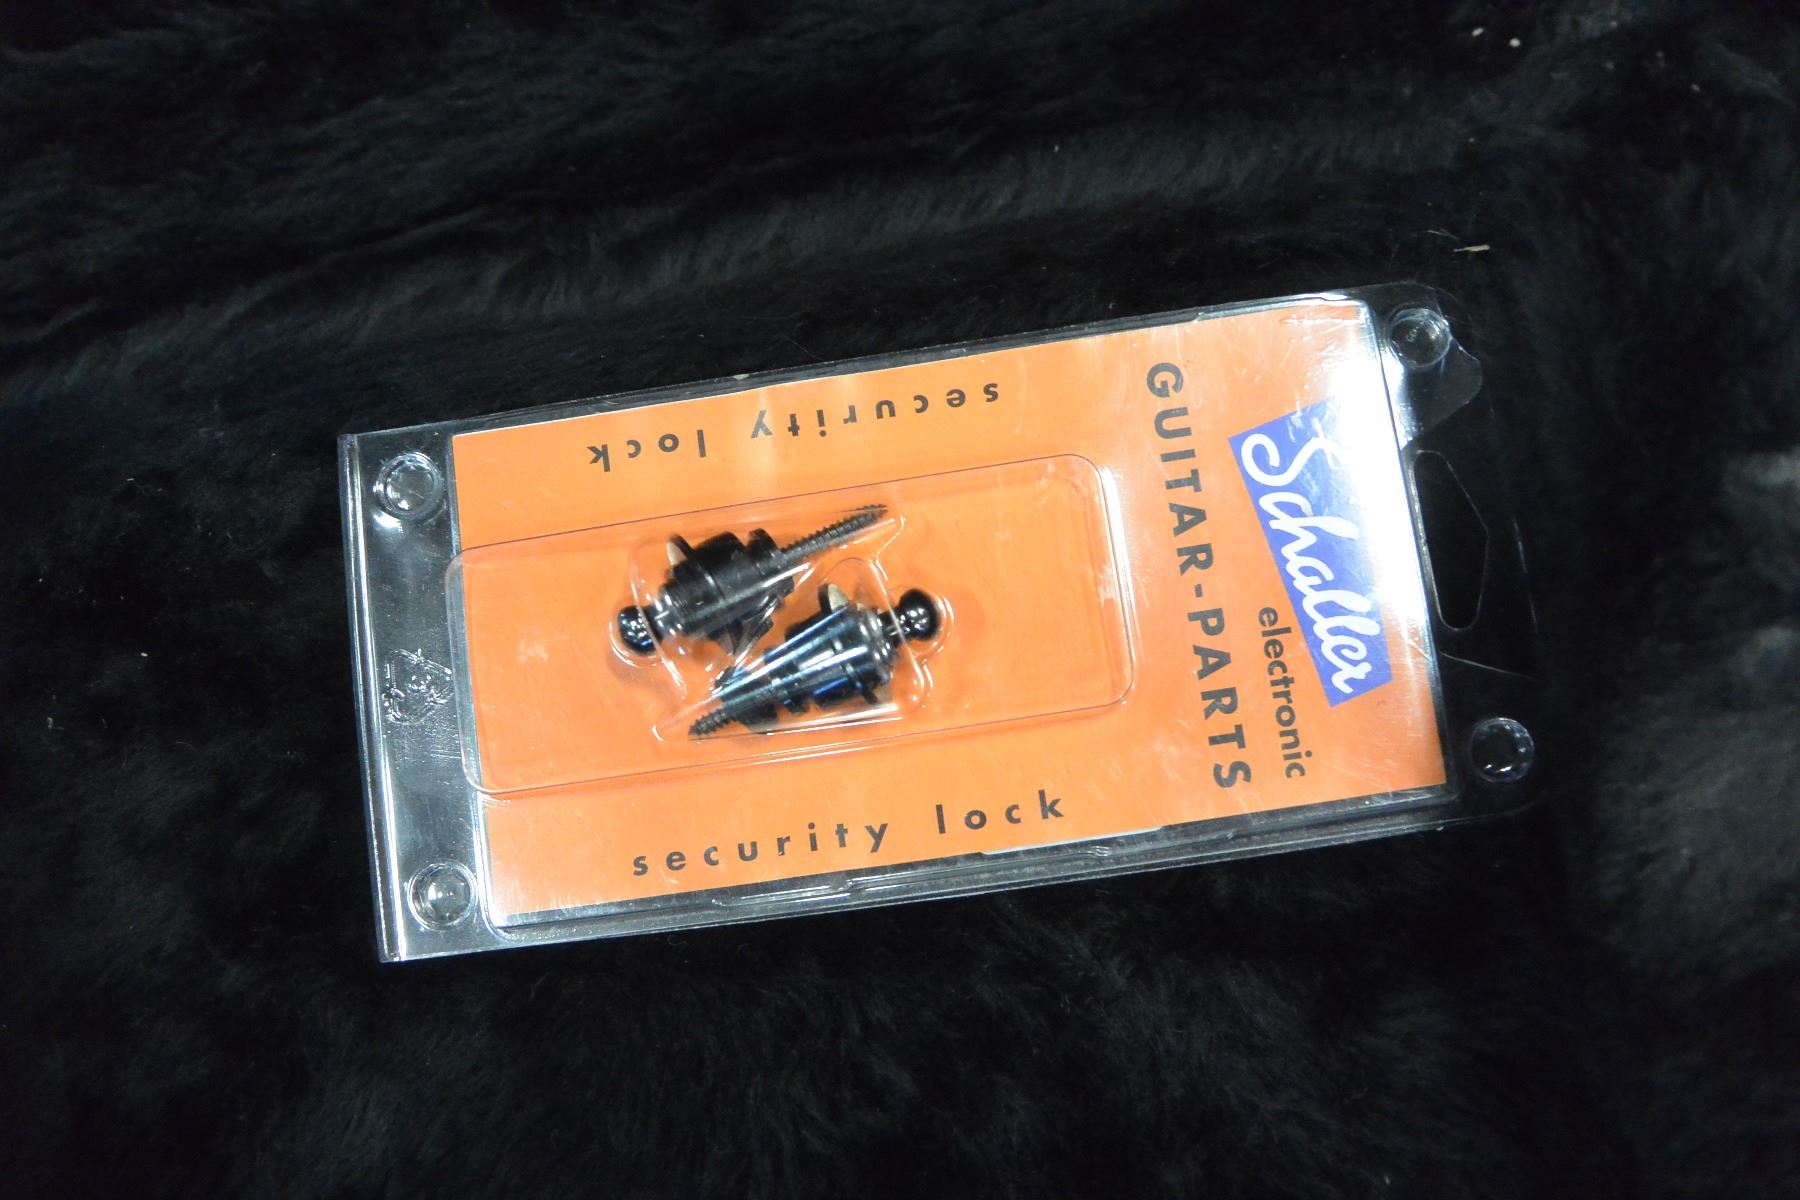 Schaller
electronic
GUITAR-PARTS
security lock
security lock